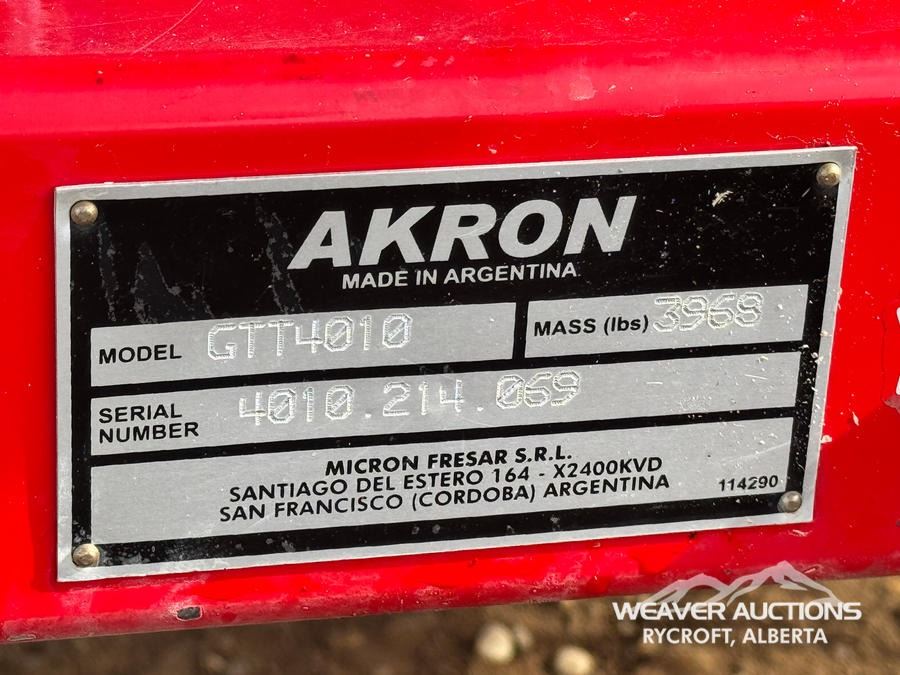 AKRON
MADE IN ARGENTINA
MODEL GTT4010
MASS (lbs) 3968
SERIAL
NUMBER 4010.214.069
MICRON FRESAR S.R.L.
SANTIAGO DEL ESTERO 164 - X2400KVD
SAN FRANCISCO (CORDOBA) ARGENTINA
114290
WEAVER AUCTIONS
RYCROFT, ALBERTA